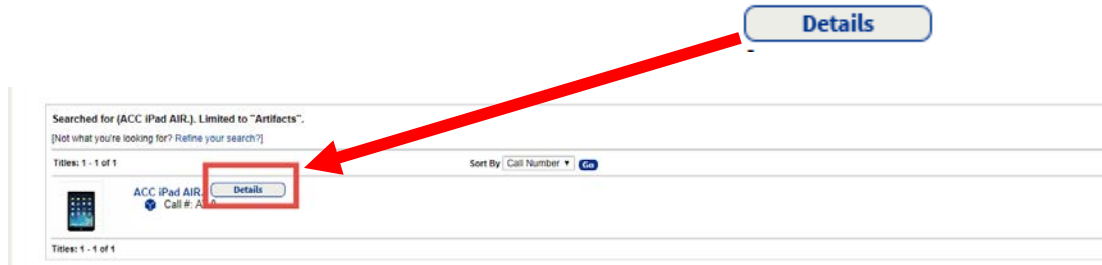 Details
Searched for (ACC iPad AIR.). Limited to "Artifacts".
[Not what you're looking for? Refine your search?]
Titles: 1 - 1 of 1
Sort By Call Number Go
ACC iPad AIR. Details
Call #:
Titles: 1 - 1 of 1